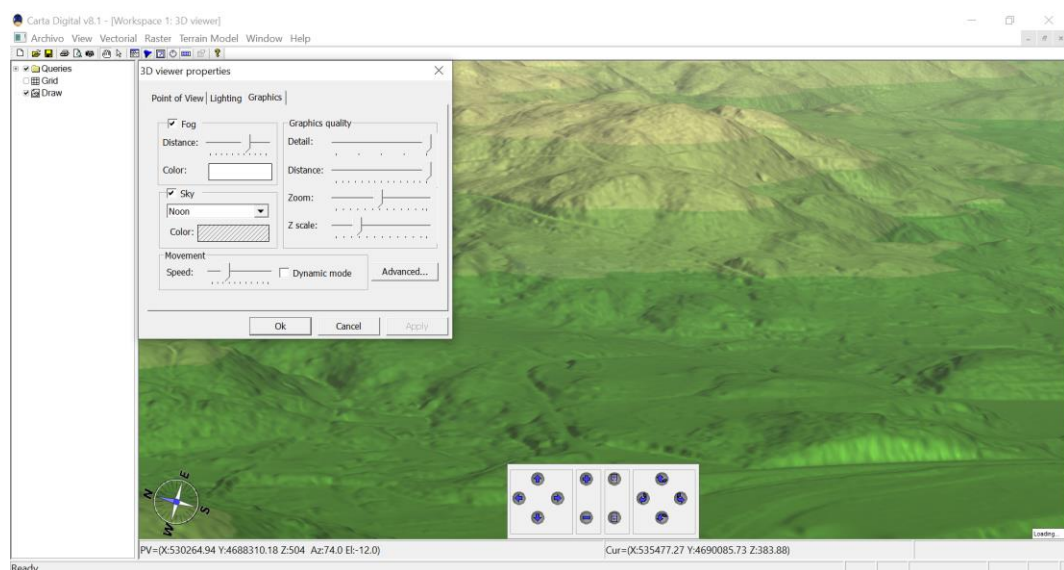 Carta Digital v8.1 - [Workspace 1: 3D viewer]
Archivo View Vectorial Raster Terrain Model Window Help
Queries
Grid
Draw
3D viewer properties
Point of View Lighting Graphics
Fog
Distance:
Color:
Sky
Noon
Color:
Graphics quality
Detail:
Distance:
Zoom:
Z scale:
Movement
Speed:
Dynamic mode
Advanced...
Ok Cancel Apply
N E S W
Loading...
PV=(X:530264.94 Y:4688310.18 Z:504 Az:74.0 El:-12.0)
Cur=(X:535477.27 Y:4690085.73 Z:383.88)
Ready